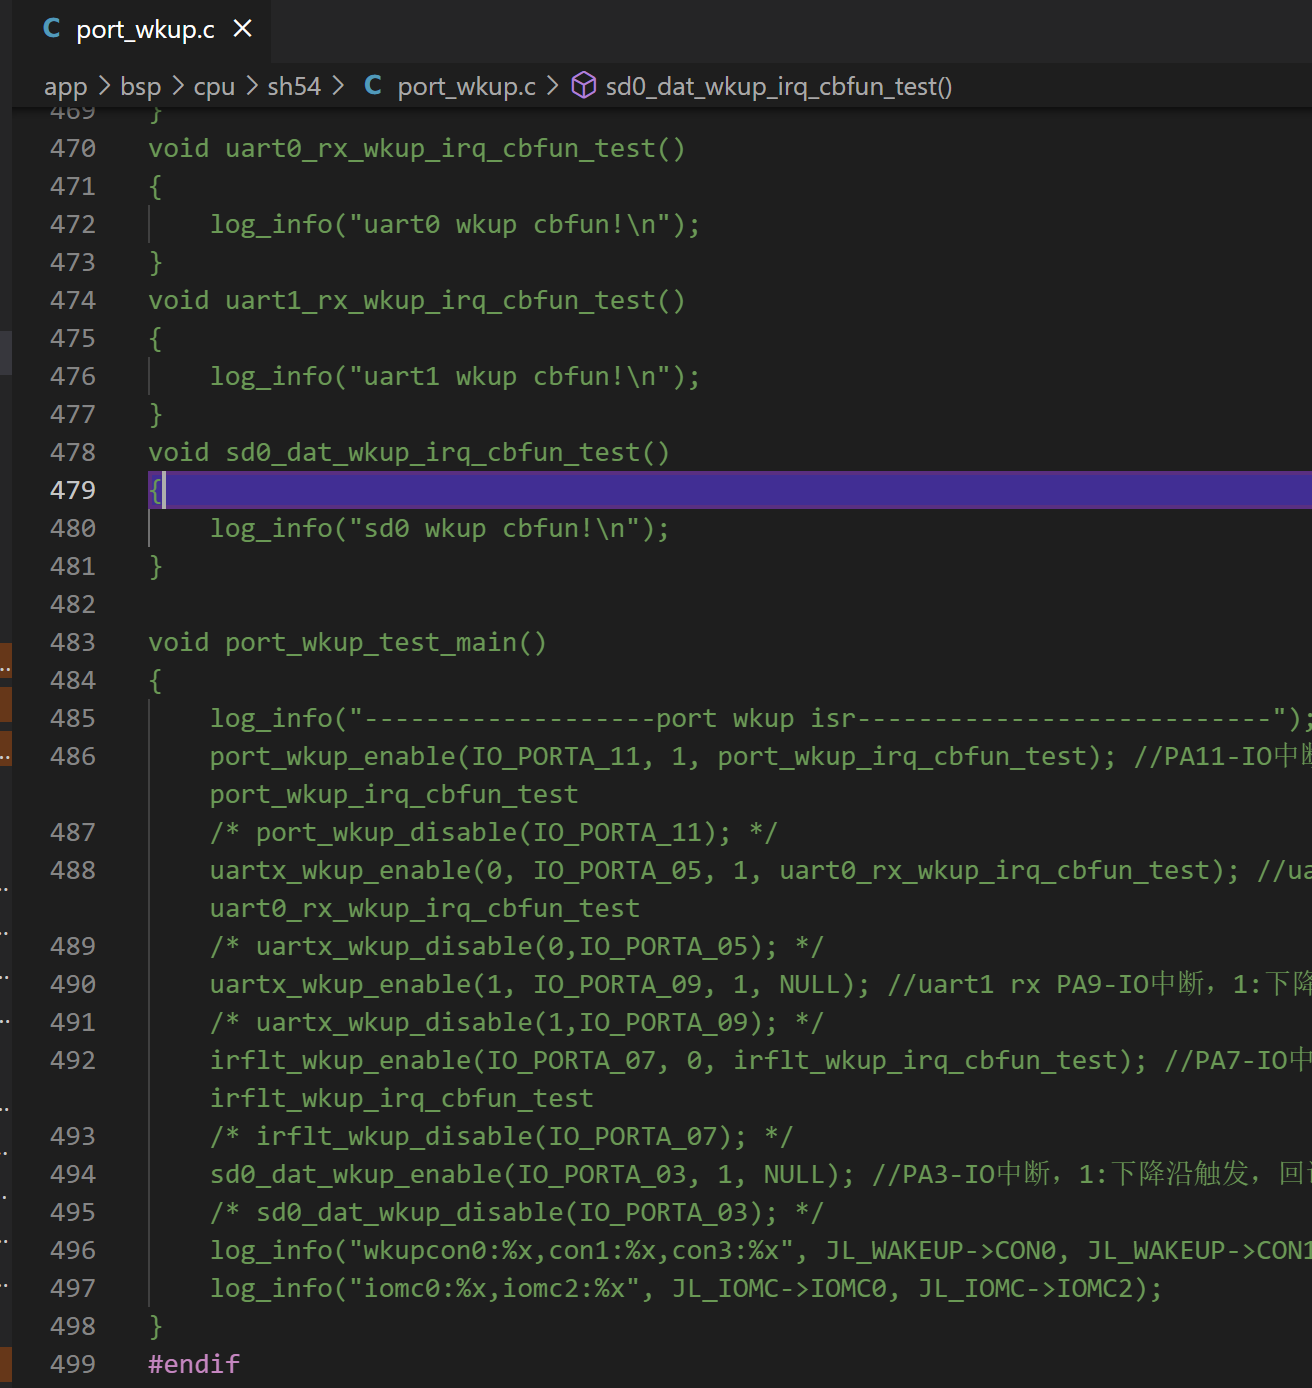 port_wkup.c
app > bsp > cpu > sh54 > C port_wkup.c > sd0_dat_wkup_irq_cbfun_test()
469 }
470 void uart0_rx_wkup_irq_cbfun_test()
471 {
472 log_info("uart0 wkup cbfun!\n");
473 }
474 void uart1_rx_wkup_irq_cbfun_test()
475 {
476 log_info("uart1 wkup cbfun!\n");
477 }
478 void sd0_dat_wkup_irq_cbfun_test()
479 {
480 log_info("sd0 wkup cbfun!\n");
481 }
482
483 void port_wkup_test_main()
484 {
485 log_info("-------------------port wkup isr---------------------------");
486 port_wkup_enable(IO_PORTA_11, 1, port_wkup_irq_cbfun_test); //PA11-IO中断
port_wkup_irq_cbfun_test
487 /* port_wkup_disable(IO_PORTA_11); */
488 uartx_wkup_enable(0, IO_PORTA_05, 1, uart0_rx_wkup_irq_cbfun_test); //ua
uart0_rx_wkup_irq_cbfun_test
489 /* uartx_wkup_disable(0,IO_PORTA_05); */
490 uartx_wkup_enable(1, IO_PORTA_09, 1, NULL); //uart1 rx PA9-IO中断，1:下降
491 /* uartx_wkup_disable(1,IO_PORTA_09); */
492 irflt_wkup_enable(IO_PORTA_07, 0, irflt_wkup_irq_cbfun_test); //PA7-IO中
irflt_wkup_irq_cbfun_test
493 /* irflt_wkup_disable(IO_PORTA_07); */
494 sd0_dat_wkup_enable(IO_PORTA_03, 1, NULL); //PA3-IO中断，1:下降沿触发，回
495 /* sd0_dat_wkup_disable(IO_PORTA_03); */
496 log_info("wkupcon0:%x,con1:%x,con3:%x", JL_WAKEUP->CON0, JL_WAKEUP->CON1
497 log_info("iomc0:%x,iomc2:%x", JL_IOMC->IOMC0, JL_IOMC->IOMC2);
498 }
499 #endif